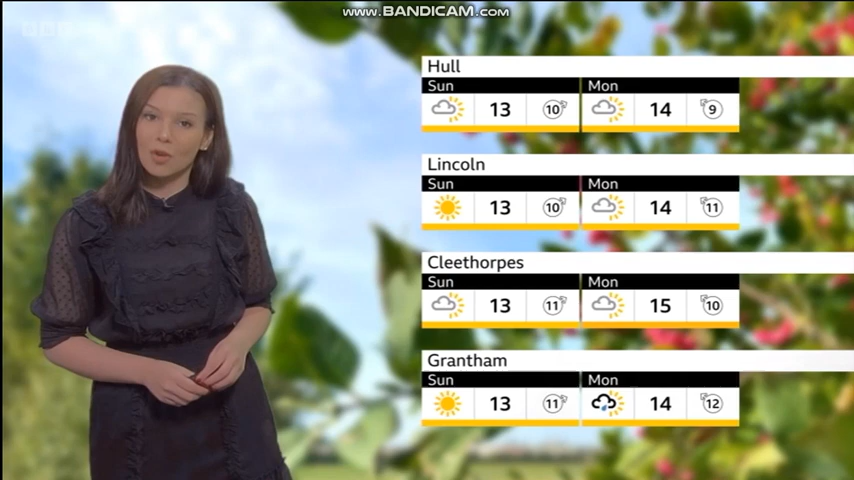 www.BANDICAM.com
BBC
Hull
Sun Mon
13 10 14 9
Lincoln
Sun Mon
13 10 14 11
Cleethorpes
Sun Mon
13 11 15 10
Grantham
Sun Mon
13 11 14 12